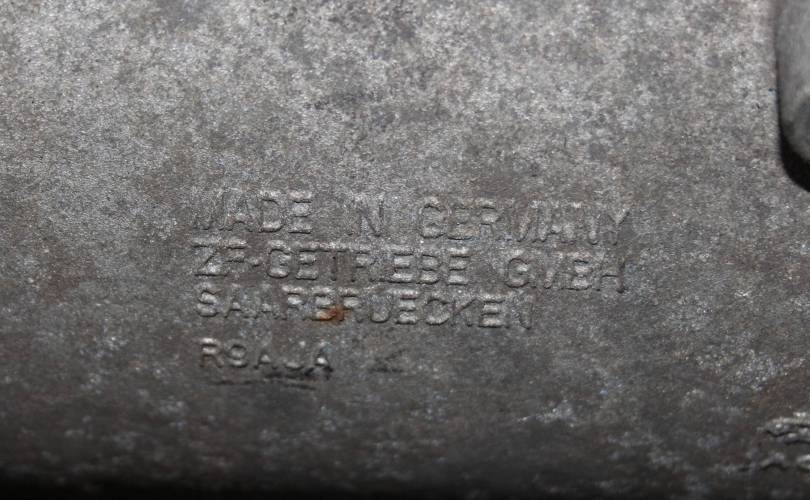 MADE IN GERMANY
ZF-GETRIEBE GMBH
SAARBRUECKEN
R9AJA